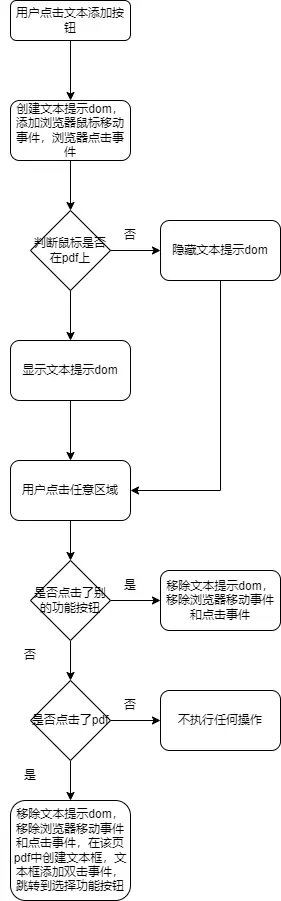 用户点击文本添加按
钮
创建文本提示dom，
添加浏览器鼠标移动
事件，浏览器点击事
件
判断鼠标是否
在pdf上
否
隐藏文本提示dom
显示文本提示dom
用户点击任意区域
是否点击了别
的功能按钮
是
移除文本提示dom，
移除浏览器移动事件
和点击事件
否
是否点击了pdf
否
不执行任何操作
是
移除文本提示dom，
移除浏览器移动事件
和点击事件，在该页
pdf中创建文本框，文
本框添加双击事件，
跳转到选择功能按钮